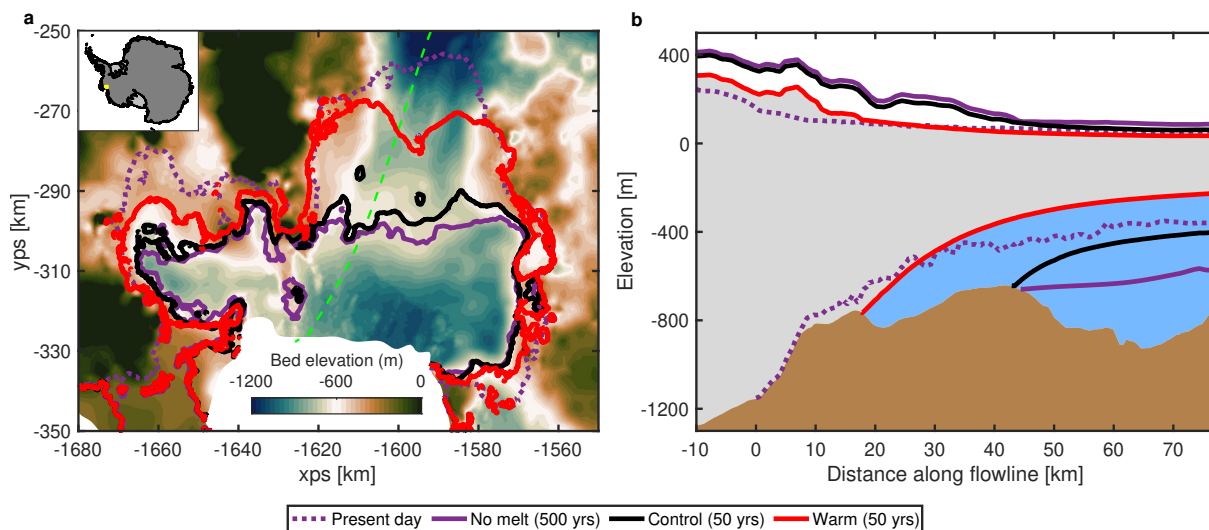 a
-250
-270
-290
-310
-330
-350
yps [km]
Bed elevation (m)
-1200 -600 0
-1680 -1660 -1640 -1620 -1600 -1580 -1560
xps [km]
b
400
0
-400
-800
-1200
Elevation [m]
-10 0 10 20 30 40 50 60 70
Distance along flowline [km]
Present day No melt (500 yrs) Control (50 yrs) Warm (50 yrs)